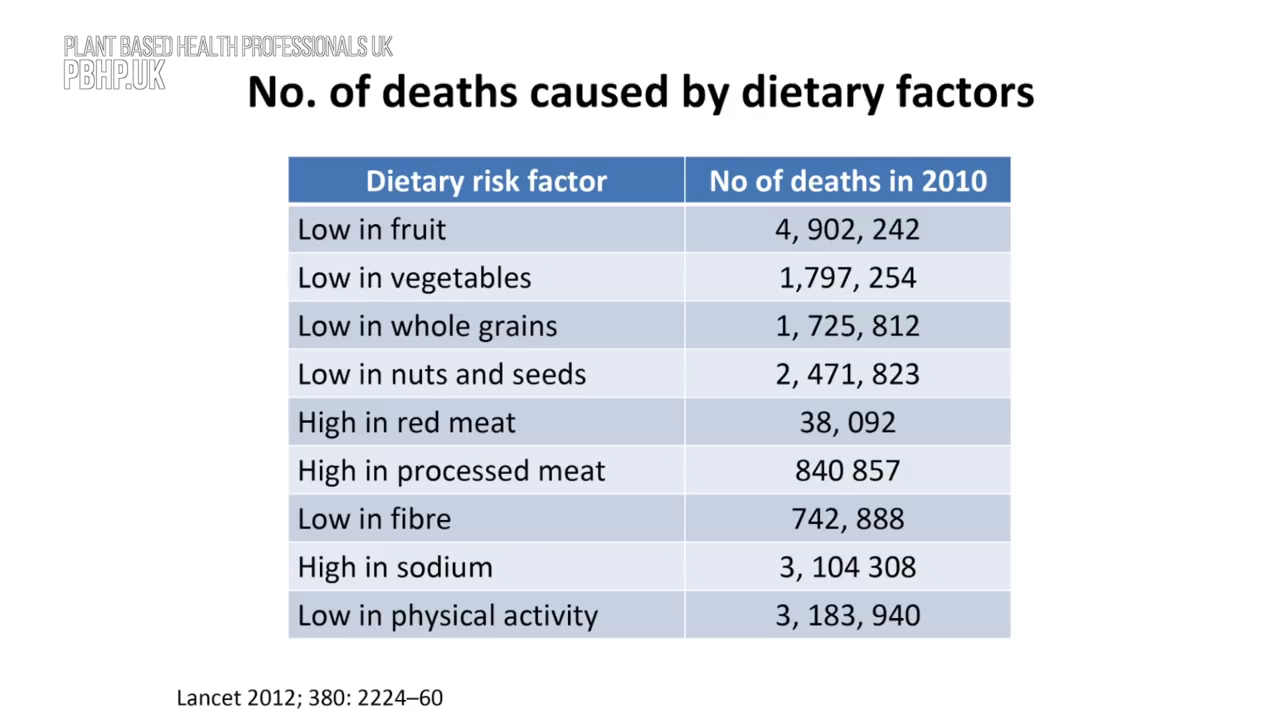 PLANT BASED HEALTH PROFESSIONALS UK
PBHP.UK
No. of deaths caused by dietary factors
Dietary risk factor No of deaths in 2010
Low in fruit 4, 902, 242
Low in vegetables 1,797, 254
Low in whole grains 1, 725, 812
Low in nuts and seeds 2, 471, 823
High in red meat 38, 092
High in processed meat 840 857
Low in fibre 742, 888
High in sodium 3, 104 308
Low in physical activity 3, 183, 940
Lancet 2012; 380: 2224–60